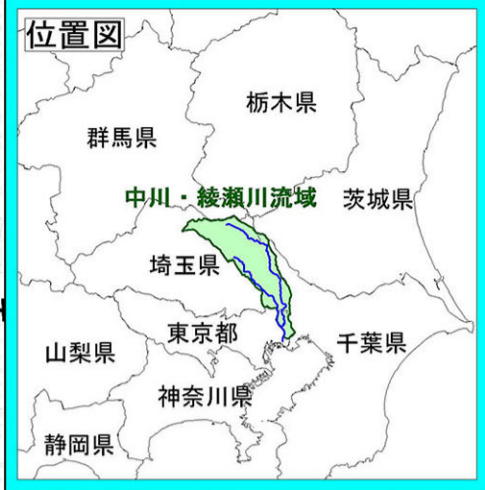 位置図
栃木県
群馬県
中川・綾瀬川流域
茨城県
埼玉県
東京都
千葉県
山梨県
神奈川県
静岡県